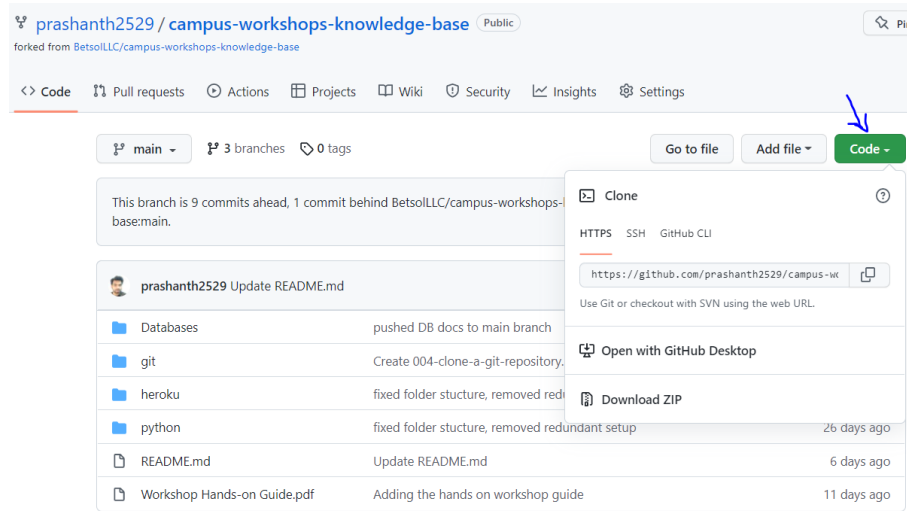 prashanth2529 / campus-workshops-knowledge-base Public
forked from BetsolLLC/campus-workshops-knowledge-base
Code Pull requests Actions Projects Wiki Security Insights Settings
main 3 branches 0 tags Go to file Add file Code
This branch is 9 commits ahead, 1 commit behind BetsolLLC/campus-workshops-
base:main.
Clone
HTTPS SSH GitHub CLI
https://github.com/prashanth2529/campus-wo
Use Git or checkout with SVN using the web URL.
Open with GitHub Desktop
Download ZIP
prashanth2529 Update README.md
Databases pushed DB docs to main branch
git Create 004-clone-a-git-repository.
heroku fixed folder stucture, removed redu
python fixed folder stucture, removed redundant setup 26 days ago
README.md Update README.md 6 days ago
Workshop Hands-on Guide.pdf Adding the hands on workshop guide 11 days ago